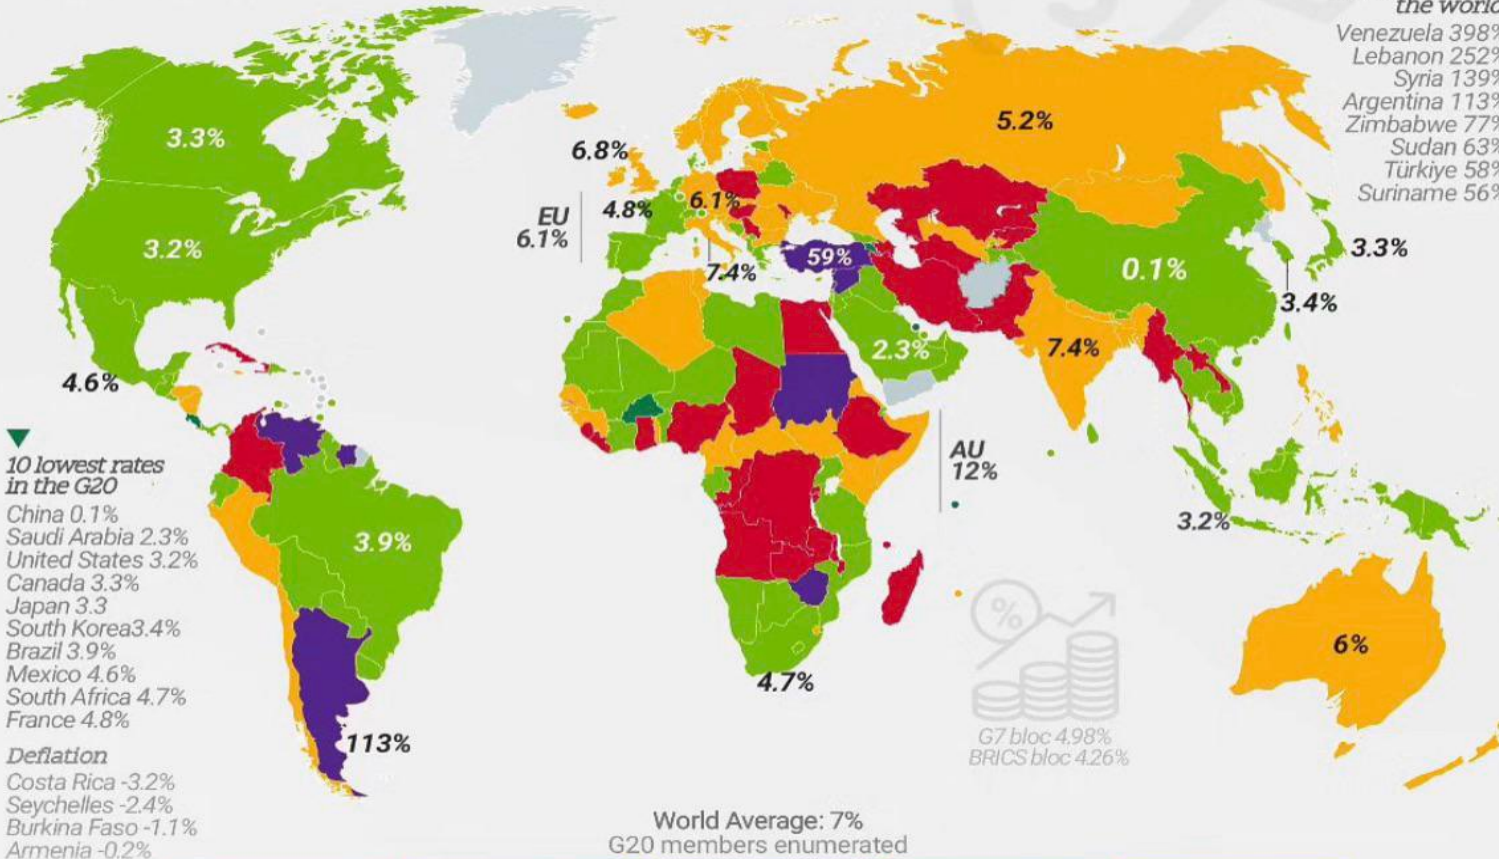 the world
Venezuela 398%
Lebanon 252%
Syria 139%
Argentina 113%
Zimbabwe 77%
Sudan 63%
Türkiye 58%
Suriname 56%
3.3%
3.2%
4.6%
6.8%
5.2%
EU
6.1%
4.8%
6.1%
7.4%
59%
0.1%
3.3%
3.4%
2.3%
7.4%
AU
12%
3.2%
3.9%
4.7%
113%
6%
10 lowest rates
in the G20
China 0.1%
Saudi Arabia 2.3%
United States 3.2%
Canada 3.3%
Japan 3.3
South Korea3.4%
Brazil 3.9%
Mexico 4.6%
South Africa 4.7%
France 4.8%
Deflation
Costa Rica -3.2%
Seychelles -2.4%
Burkina Faso -1.1%
Armenia -0.2%
%
G7 bloc 4.98%
BRICS bloc 4.26%
World Average: 7%
G20 members enumerated